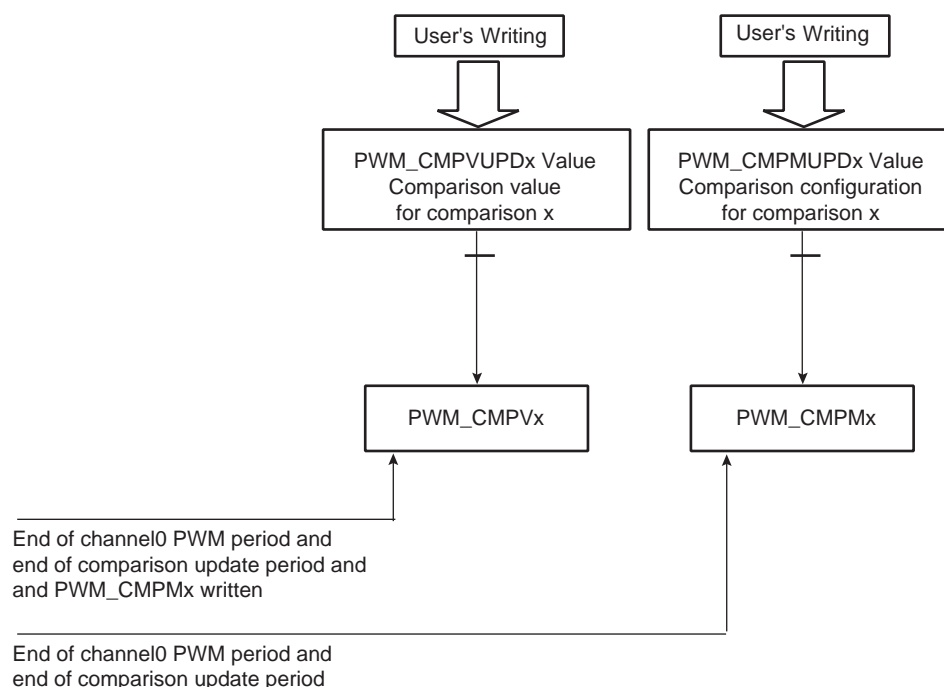 User's Writing
User's Writing
PWM_CMPVUPDx Value
Comparison value
for comparison x
PWM_CMPMUPDx Value
Comparison configuration
for comparison x
PWM_CMPVx
PWM_CMPMx
End of channel0 PWM period and
end of comparison update period and
and PWM_CMPMx written
End of channel0 PWM period and
end of comparison update period